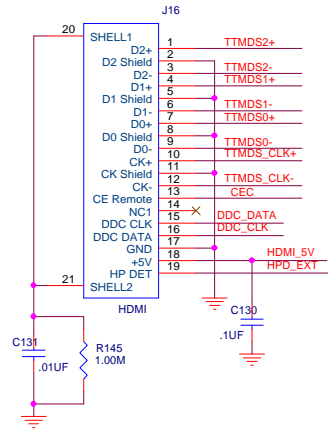 J16
20 SHELL1
D2+ 1 TTMDS2+
D2 Shield 2
D2- 3 TTMDS2-
D1+ 4 TTMDS1+
D1 Shield 5
D1- 6 TTMDS1-
D0+ 7 TTMDS0+
D0 Shield 8
D0- 9 TTMDS0-
CK+ 10 TTMDS_CLK+
CK Shield 11
CK- 12 TTMDS_CLK-
CE Remote 13 CEC
NC1 14
DDC CLK 15 DDC_DATA
DDC DATA 16 DDC_CLK
GND 17
+5V 18 HDMI_5V
HP DET 19 HPD_EXT
21 SHELL2
HDMI
C130
.1UF
C131
.01UF
R145
1.00M